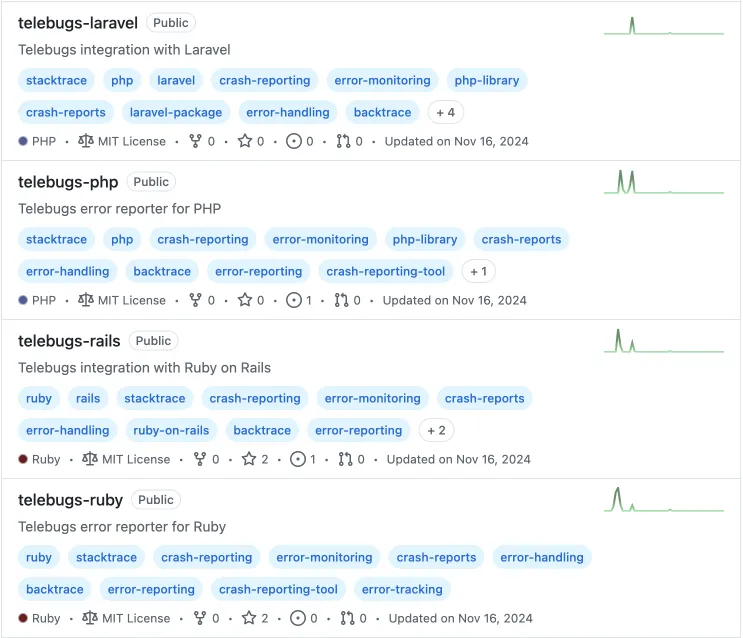 telebugs-laravel Public
Telebugs integration with Laravel
stacktrace php laravel crash-reporting error-monitoring php-library
crash-reports laravel-package error-handling backtrace + 4
PHP · MIT License · 0 · 0 · 0 · 0 · Updated on Nov 16, 2024
telebugs-php Public
Telebugs error reporter for PHP
stacktrace php crash-reporting error-monitoring php-library crash-reports
error-handling backtrace error-reporting crash-reporting-tool + 1
PHP · MIT License · 0 · 0 · 1 · 0 · Updated on Nov 16, 2024
telebugs-rails Public
Telebugs integration with Ruby on Rails
ruby rails stacktrace crash-reporting error-monitoring crash-reports
error-handling ruby-on-rails backtrace error-reporting + 2
Ruby · MIT License · 0 · 2 · 1 · 0 · Updated on Nov 16, 2024
telebugs-ruby Public
Telebugs error reporter for Ruby
ruby stacktrace crash-reporting error-monitoring crash-reports error-handling
backtrace error-reporting crash-reporting-tool error-tracking
Ruby · MIT License · 0 · 2 · 0 · 0 · Updated on Nov 16, 2024